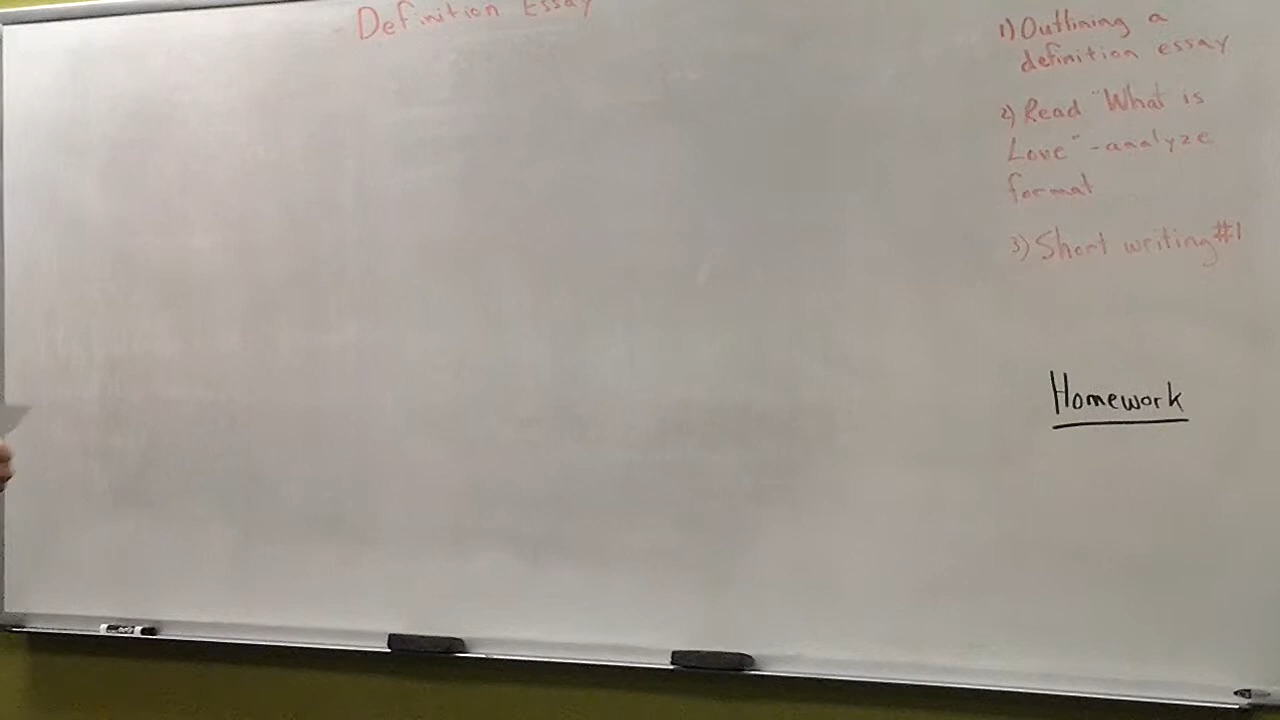 Definition Essay
1) Outlining a
definition essay
2) Read "What is
Love" - analyze
format
3) Short writing #1
Homework